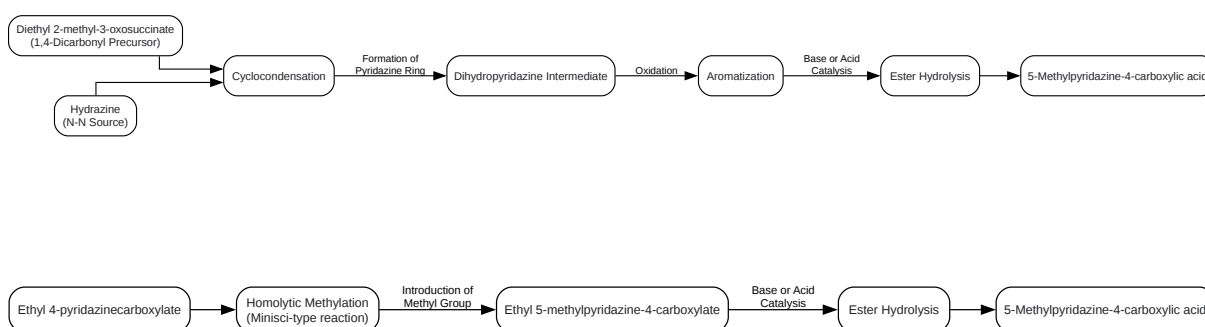 Diethyl 2-methyl-3-oxosuccinate
(1,4-Dicarbonyl Precursor)
Hydrazine
(N-N Source)
Cyclocondensation
Formation of
Pyridazine Ring
Dihydropyridazine Intermediate
Oxidation
Aromatization
Base or Acid
Catalysis
Ester Hydrolysis
5-Methylpyridazine-4-carboxylic acid
Ethyl 4-pyridazinecarboxylate
Homolytic Methylation
(Minisci-type reaction)
Introduction of
Methyl Group
Ethyl 5-methylpyridazine-4-carboxylate
Base or Acid
Catalysis
Ester Hydrolysis
5-Methylpyridazine-4-carboxylic acid